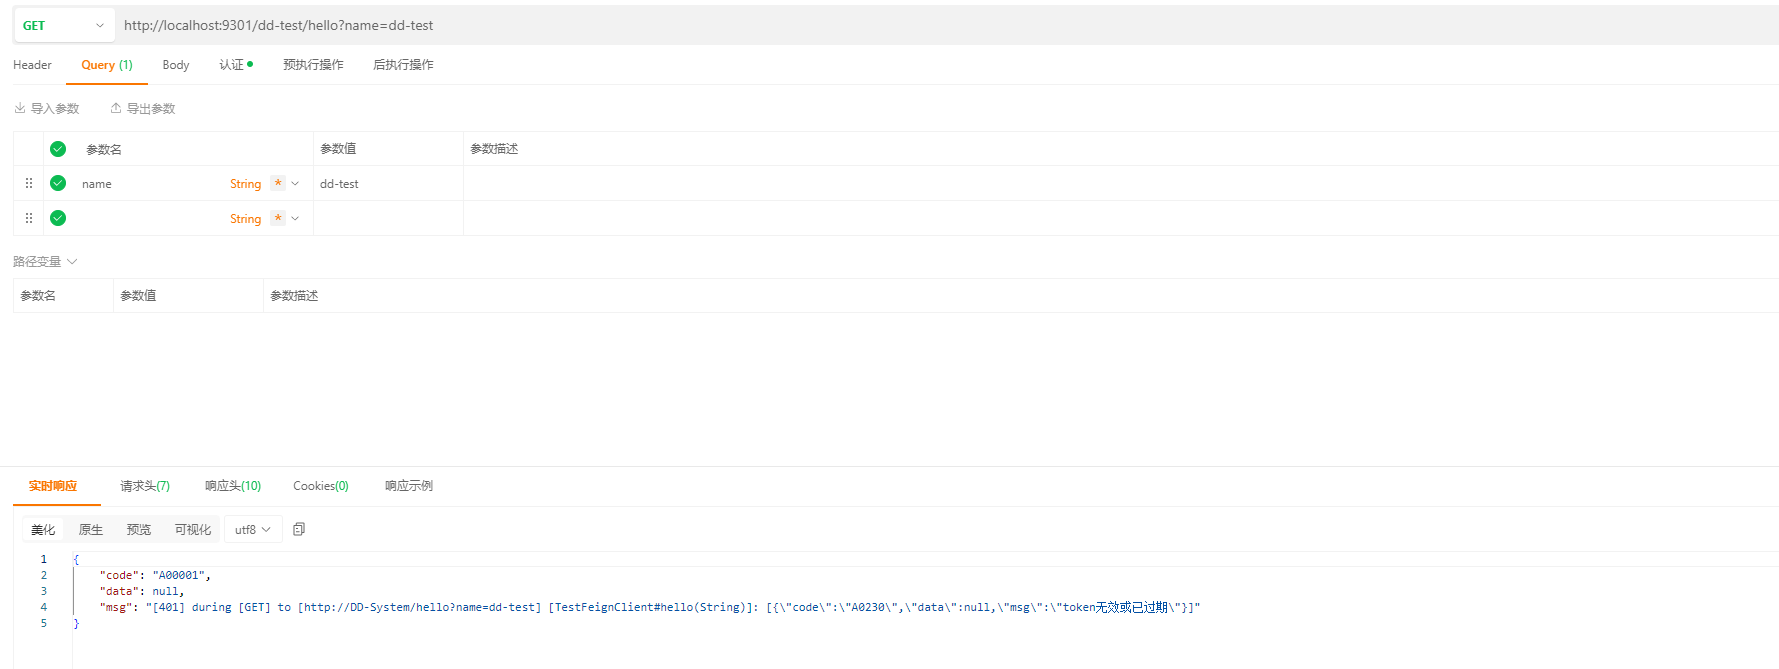 GET http://localhost:9301/dd-test/hello?name=dd-test
Header Query (1) Body 认证 预执行操作 后执行操作
导入参数 导出参数
参数名 参数值 参数描述
name String * dd-test
String *
路径变量
参数名 参数值 参数描述
实时响应 请求头(7) 响应头(10) Cookies(0) 响应示例
美化 原生 预览 可视化 utf8
1 {
2 "code": "A00001",
3 "data": null,
4 "msg": "[401] during [GET] to [http://DD-System/hello?name=dd-test] [TestFeignClient#hello(String)]: [{\"code\":\"A0230\",\"data\":null,\"msg\":\"token无效或已过期\"}]"
5 }